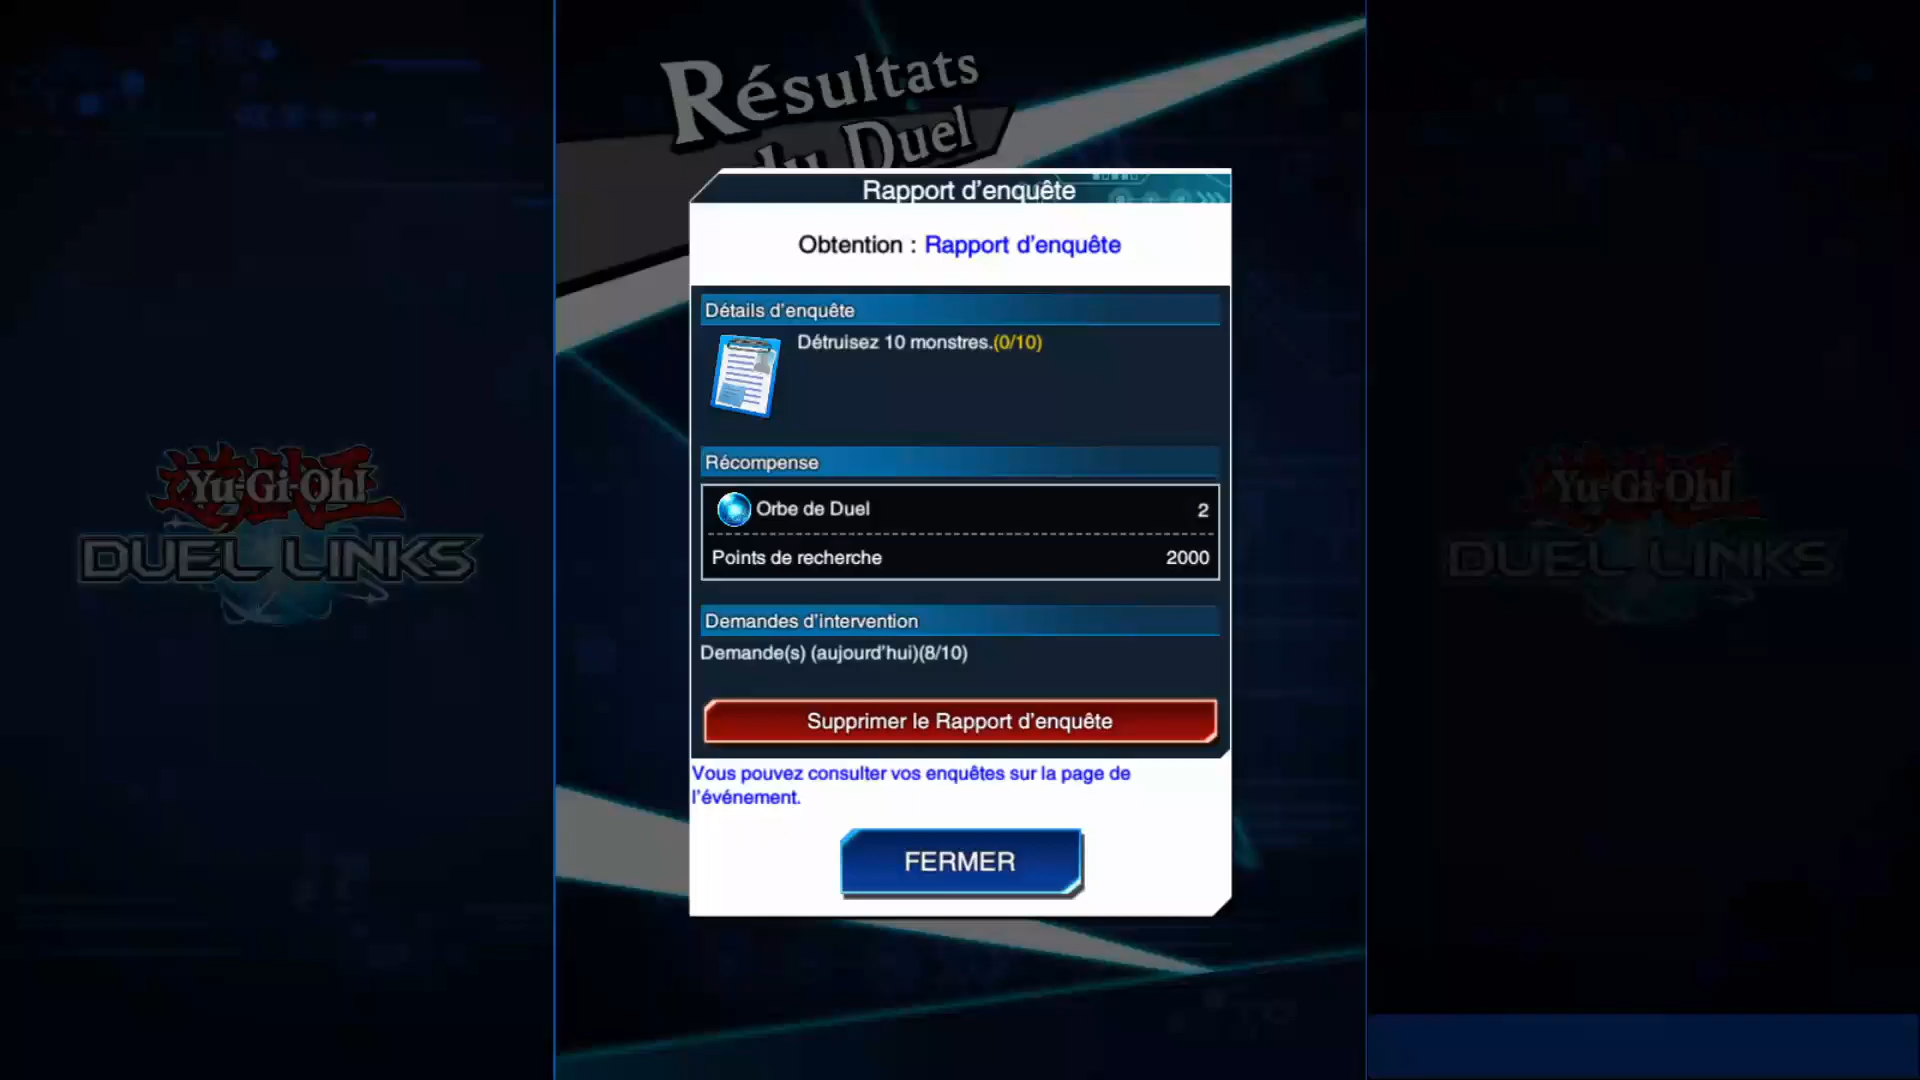 Résultats
du Duel
Rapport d'enquête
Obtention : Rapport d'enquête
Détails d'enquête
Détruisez 10 monstres.(0/10)
Récompense
Orbe de Duel 2
Points de recherche 2000
Demandes d'intervention
Demande(s) (aujourd'hui)(8/10)
Supprimer le Rapport d'enquête
Vous pouvez consulter vos enquêtes sur la page de
l'événement.
FERMER
Yu-Gi-Oh!
DUEL LINKS
Yu-Gi-Oh!
DUEL LINKS